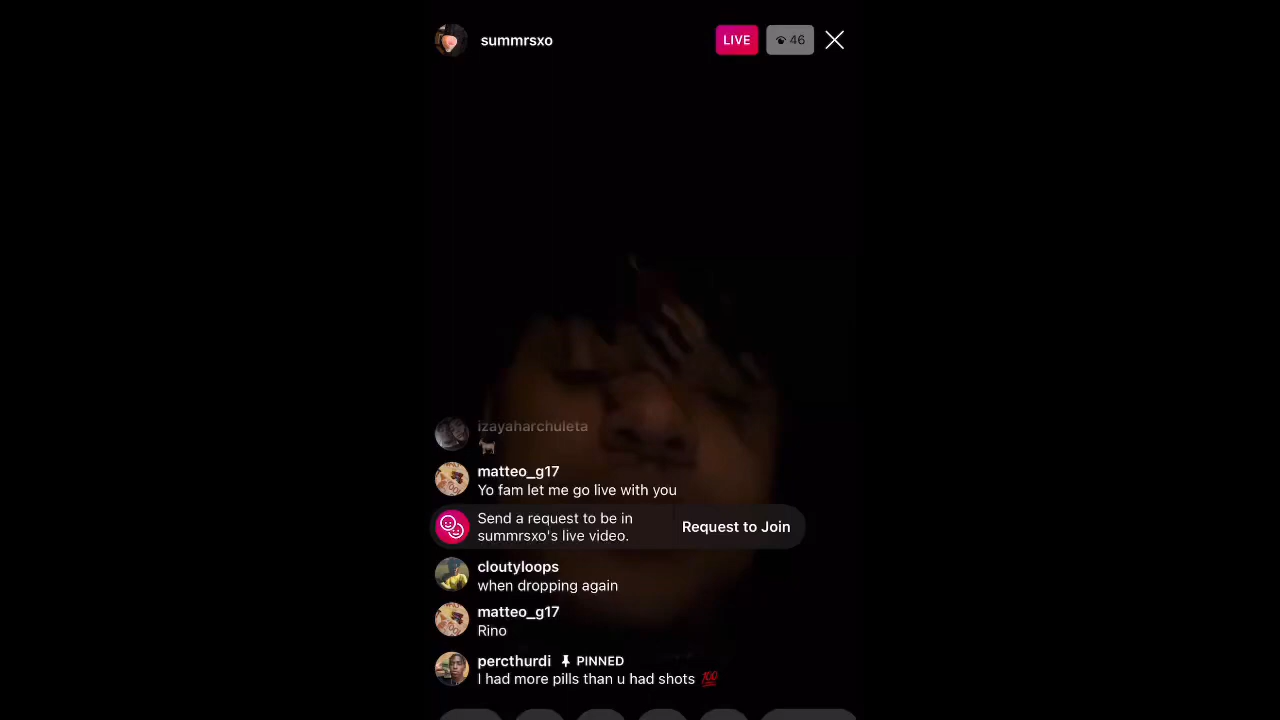 summrsxo
LIVE
46
izayaharchuleta
🐐
matteo_g17
Yo fam let me go live with you
Send a request to be in
summrsxo's live video.
Request to Join
cloutyloops
when dropping again
matteo_g17
Rino
percthurdi PINNED
I had more pills than u had shots 💯